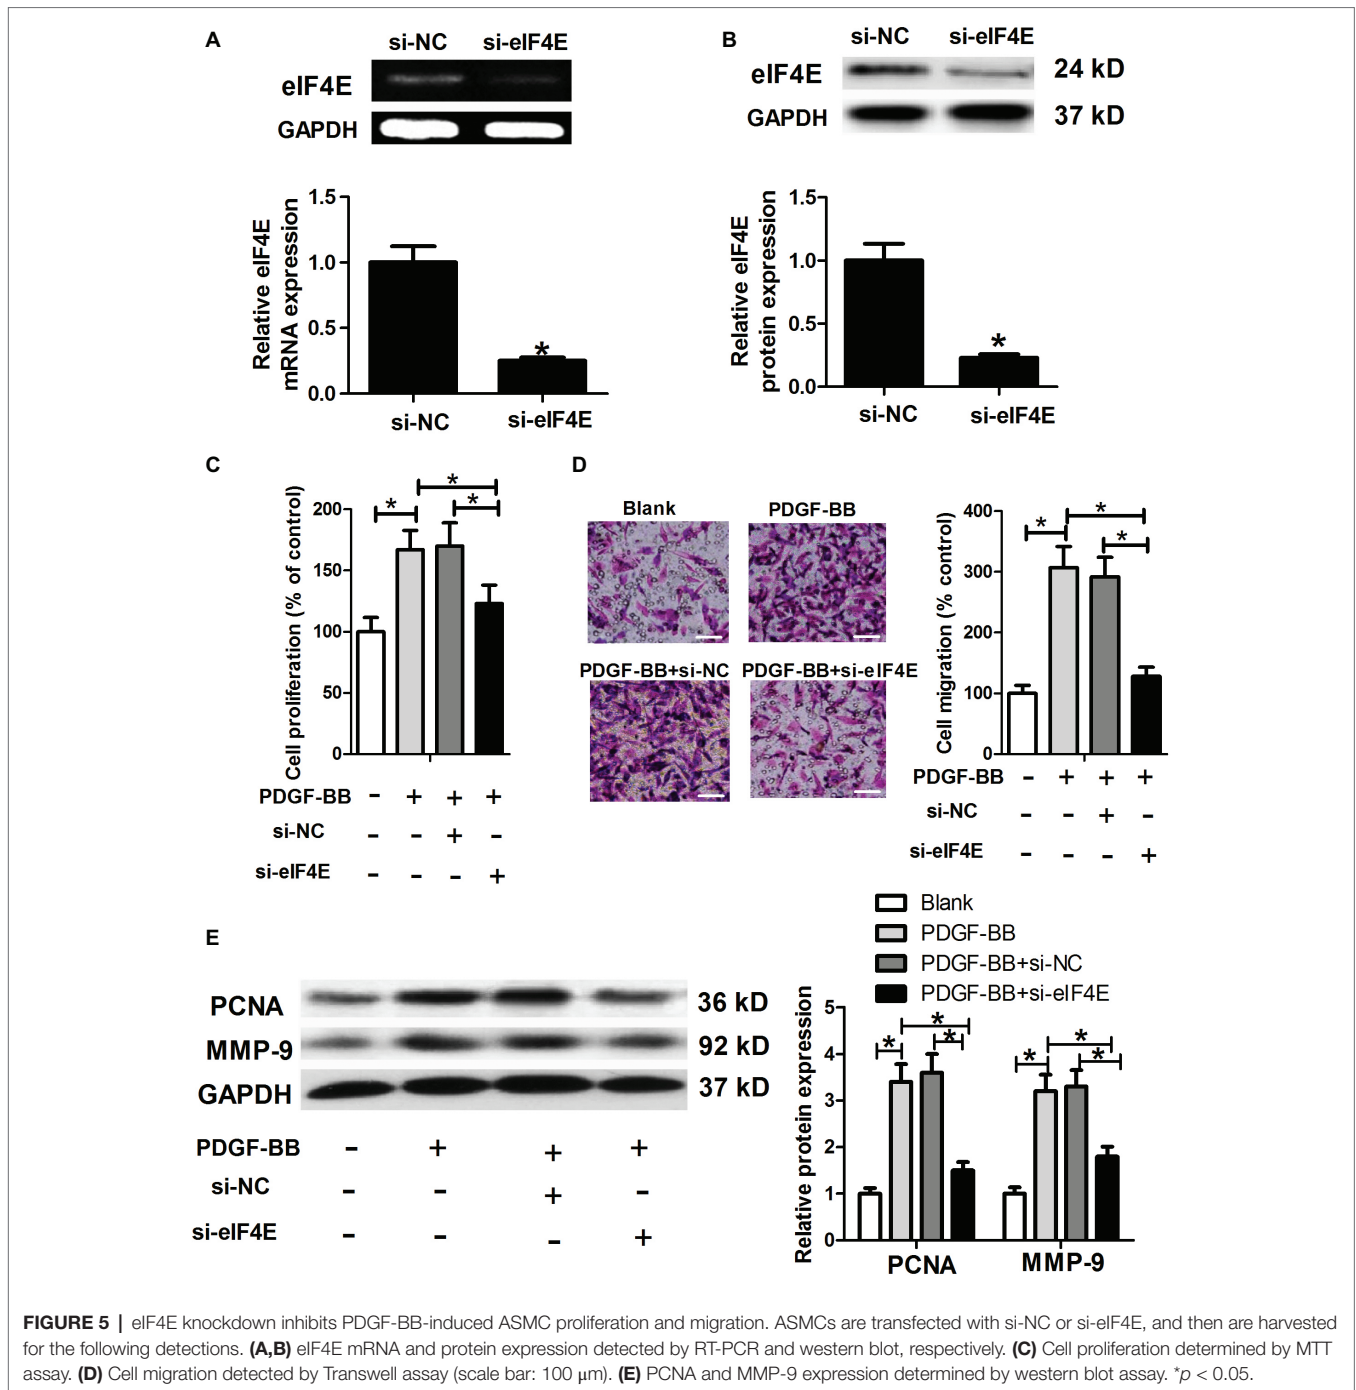 A
si-NC si-eIF4E
eIF4E
GAPDH
Relative eIF4E
mRNA expression
1.5
1.0
0.5
0.0
*
si-NC si-eIF4E
B
si-NC si-eIF4E
eIF4E 24 kD
GAPDH 37 kD
Relative eIF4E
protein expression
1.5
1.0
0.5
0.0
*
si-NC si-eIF4E
C
Cell proliferation (% of control)
200
150
100
50
0
* * *
PDGF-BB - + + +
si-NC - - + -
si-eIF4E - - - +
D
Blank PDGF-BB
PDGF-BB+si-NC PDGF-BB+si-eIF4E
Cell migration (% control)
400
300
200
100
0
* * *
PDGF-BB - + + +
si-NC - - + -
si-eIF4E - - - +
E
PCNA 36 kD
MMP-9 92 kD
GAPDH 37 kD
PDGF-BB - + + +
si-NC - - + -
si-eIF4E - - - +
Blank
PDGF-BB
PDGF-BB+si-NC
PDGF-BB+si-eIF4E
Relative protein expression
5
4
3
2
1
0
* * *
* * *
PCNA MMP-9
FIGURE 5 | eIF4E knockdown inhibits PDGF-BB-induced ASMC proliferation and migration. ASMCs are transfected with si-NC or si-eIF4E, and then are harvested
for the following detections. (A,B) eIF4E mRNA and protein expression detected by RT-PCR and western blot, respectively. (C) Cell proliferation determined by MTT
assay. (D) Cell migration detected by Transwell assay (scale bar: 100 μm). (E) PCNA and MMP-9 expression determined by western blot assay. *p < 0.05.